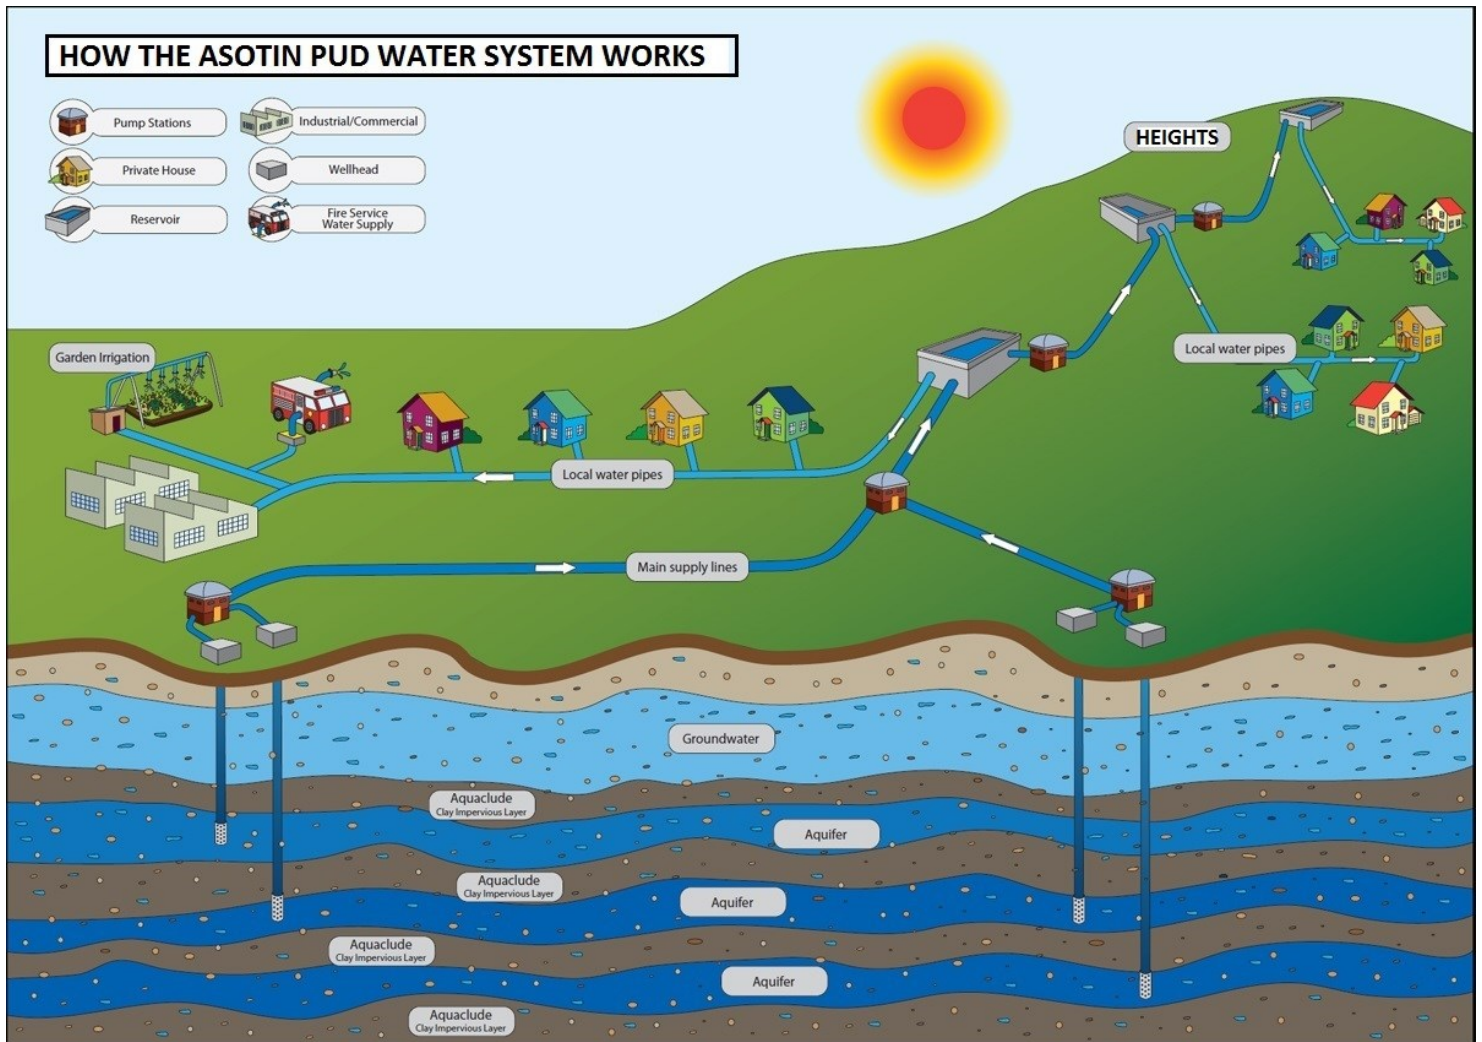 HOW THE ASOTIN PUD WATER SYSTEM WORKS
Pump Stations
Industrial/Commercial
Private House
Wellhead
Reservoir
Fire Service
Water Supply
HEIGHTS
Garden Irrigation
Local water pipes
Local water pipes
Main supply lines
Groundwater
Aquaclude
Clay Impervious Layer
Aquifer
Aquaclude
Clay Impervious Layer
Aquifer
Aquaclude
Clay Impervious Layer
Aquifer
Aquaclude
Clay Impervious Layer